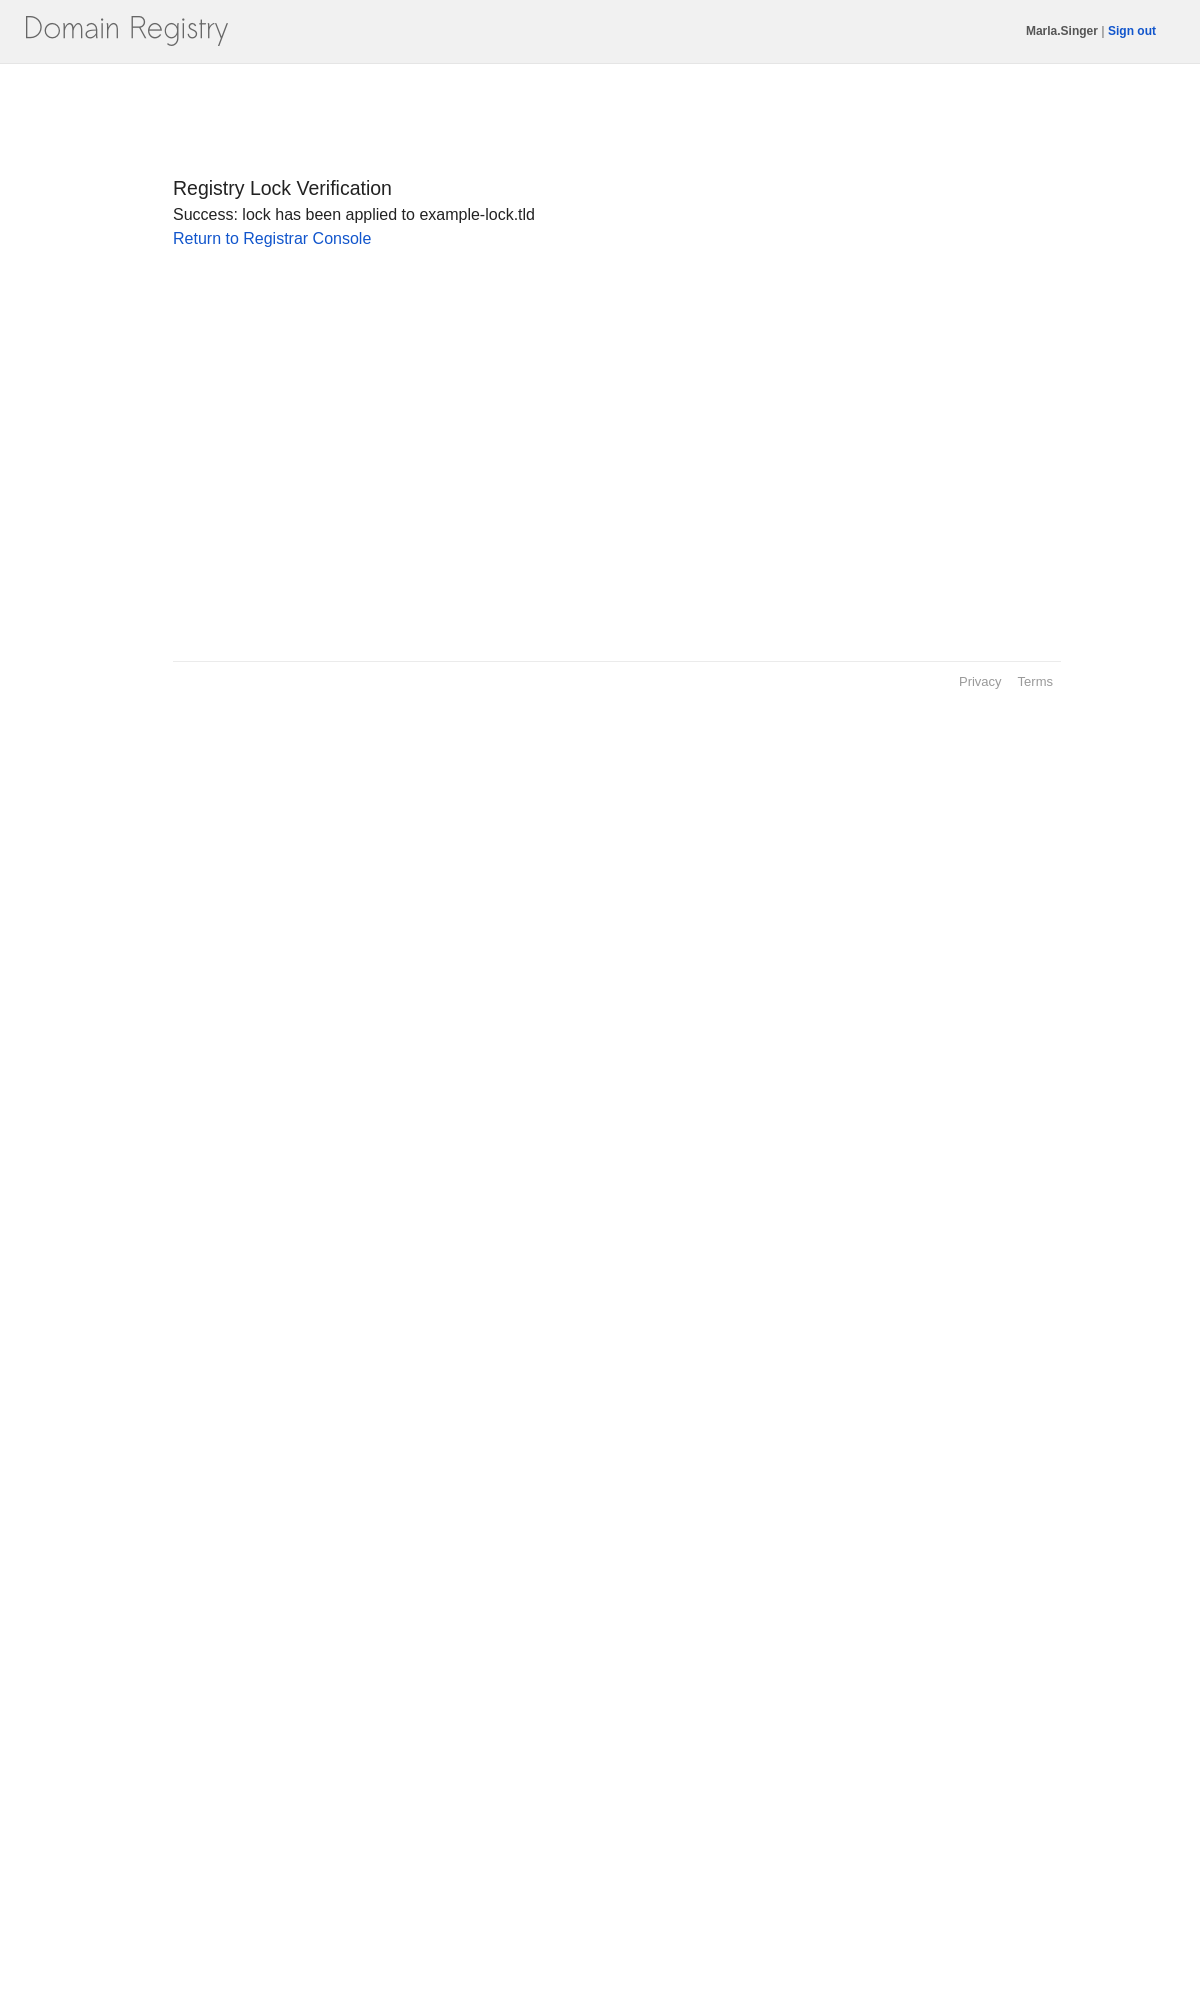 Domain Registry
Marla.Singer | Sign out
Registry Lock Verification
Success: lock has been applied to example-lock.tld
Return to Registrar Console
Privacy Terms